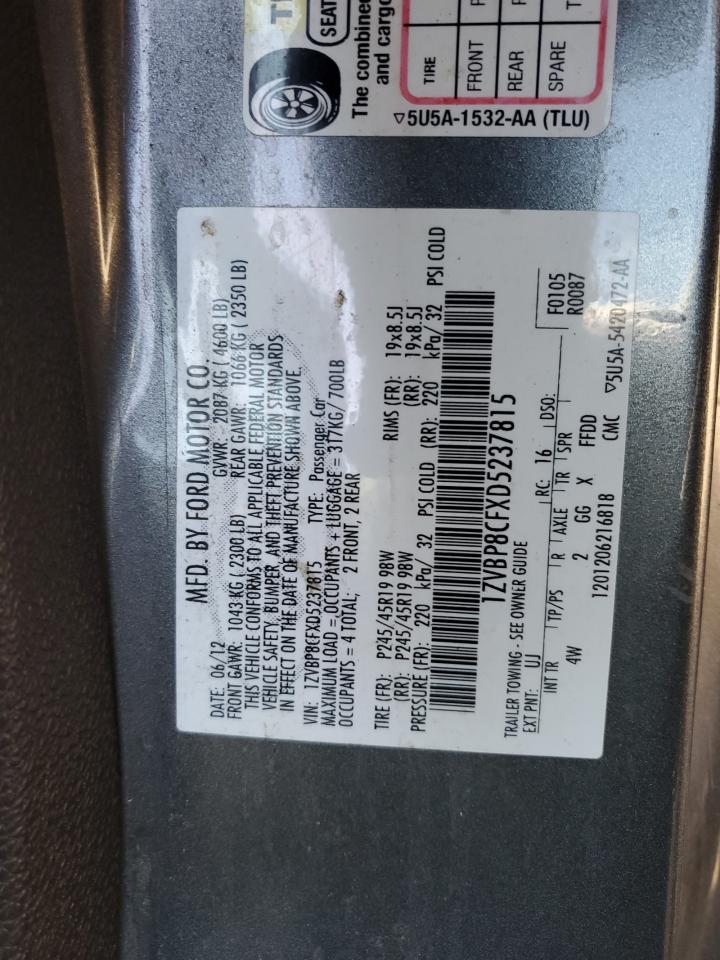 SEAT
The combined
and cargo
TIRE
FRONT
REAR
SPARE
▽5U5A-1532-AA (TLU)
MFD. BY FORD MOTOR CO.
DATE: 06/12 GVWR: 2087 KG ( 4600 LB)
FRONT GAWR: 1043 KG ( 2300 LB) REAR GAWR: 1066 KG ( 2350 LB)
THIS VEHICLE CONFORMS TO ALL APPLICABLE FEDERAL MOTOR
VEHICLE SAFETY, BUMPER, AND THEFT PREVENTION STANDARDS
IN EFFECT ON THE DATE OF MANUFACTURE SHOWN ABOVE.
VIN: 1ZVBP8CFXD5237815 TYPE: Passenger Car
MAXIMUM LOAD = OCCUPANTS + LUGGAGE = 317KG/700LB
OCCUPANTS = 4 TOTAL; 2 FRONT, 2 REAR
TIRE (FR): P245/45R19 98W RIMS (FR): 19x8.5J
(RR): P245/45R19 98W (RR): 19x8.5J
PRESSURE (FR): 220 kPa/ 32 PSI COLD (RR): 220 kPa/ 32 PSI COLD
1ZVBP8CFXD5237815
TRAILER TOWING - SEE OWNER GUIDE
EXT PNT: UJ RC: 16 DSO: F0105
R0087
INT TR TP/PS R AXLE TR SPR
4W 2 GG X FFDD
1201206216818 CMC ▽5U5A-5420472-AA